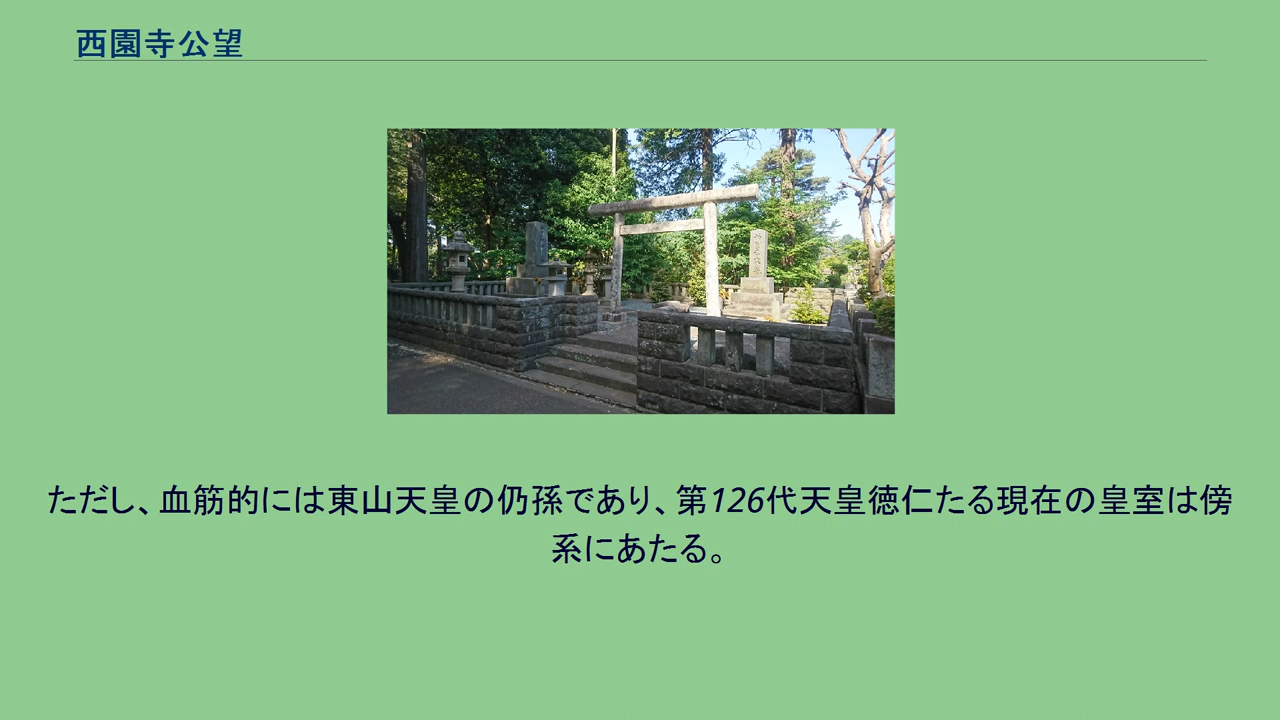 西園寺公望
ただし、血筋的には東山天皇の仍孫であり、第126代天皇徳仁たる現在の皇室は傍
系にあたる。